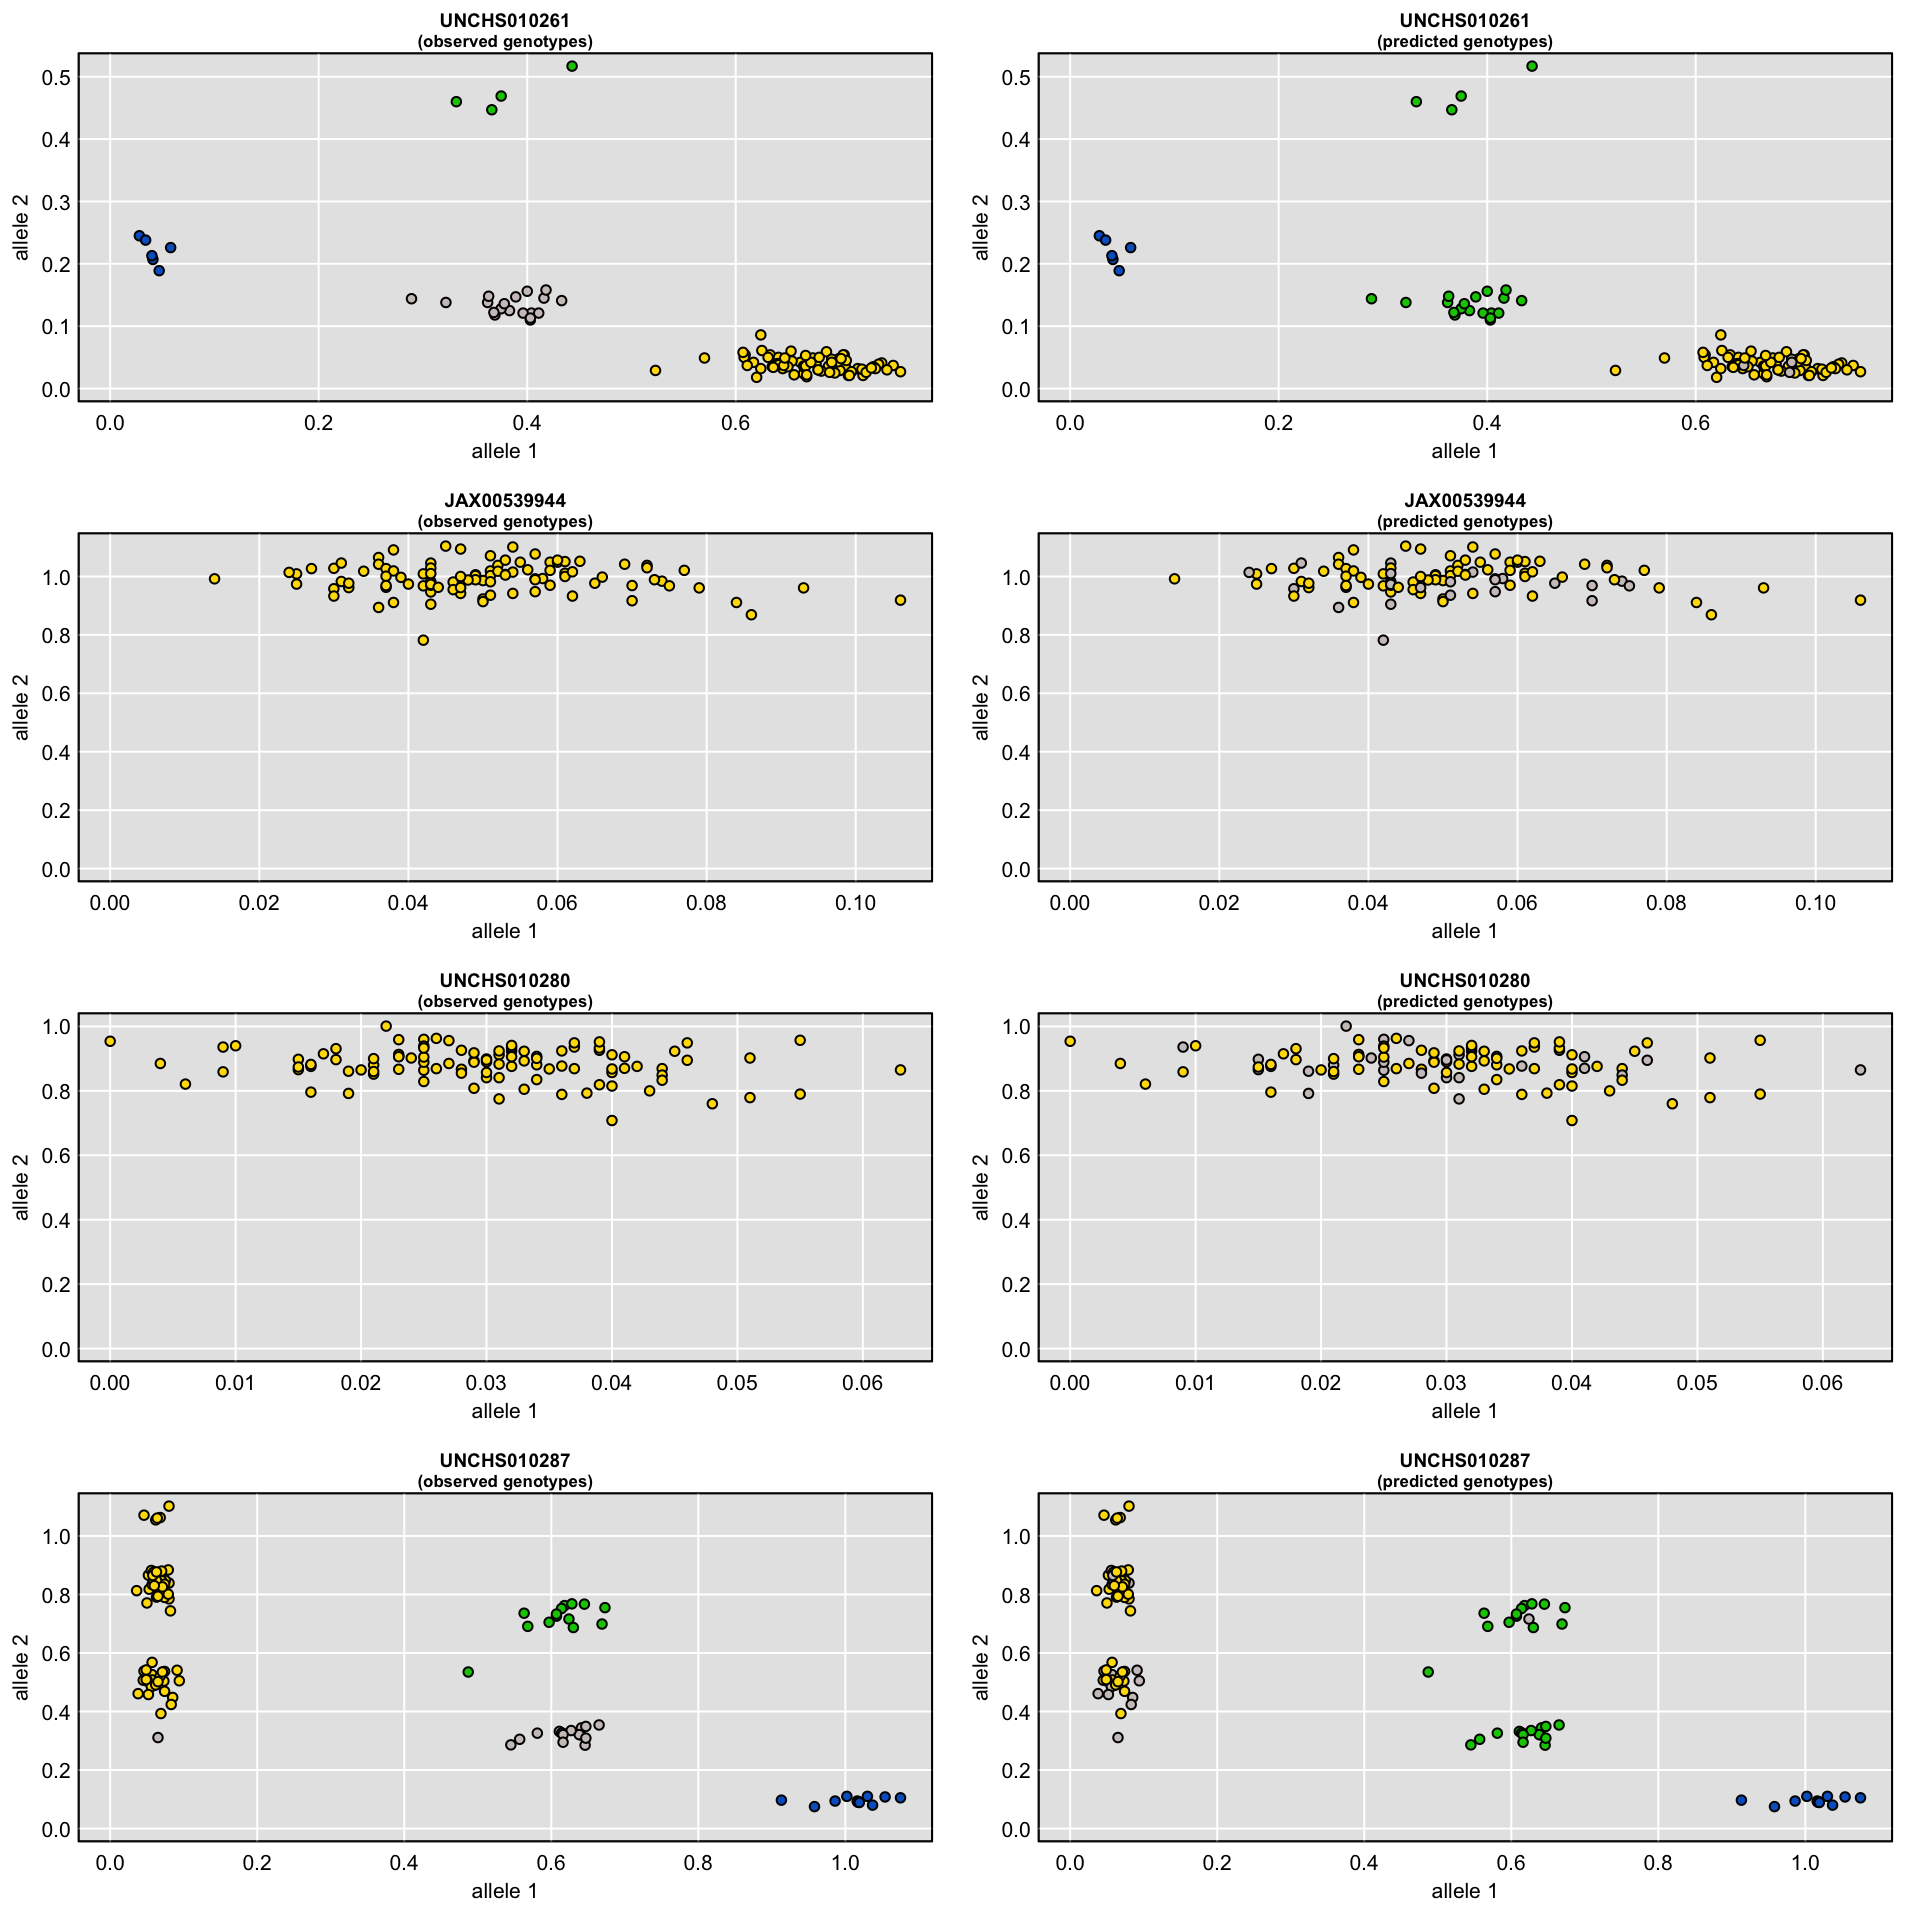 UNCHS010261
(observed genotypes)
0.5
0.4
0.3
0.2
0.1
0.0
allele 2
0.0 0.2 0.4 0.6
allele 1
UNCHS010261
(predicted genotypes)
0.5
0.4
0.3
0.2
0.1
0.0
allele 2
0.0 0.2 0.4 0.6
allele 1
JAX00539944
(observed genotypes)
1.0
0.8
0.6
0.4
0.2
0.0
allele 2
0.00 0.02 0.04 0.06 0.08 0.10
allele 1
JAX00539944
(predicted genotypes)
1.0
0.8
0.6
0.4
0.2
0.0
allele 2
0.00 0.02 0.04 0.06 0.08 0.10
allele 1
UNCHS010280
(observed genotypes)
1.0
0.8
0.6
0.4
0.2
0.0
allele 2
0.00 0.01 0.02 0.03 0.04 0.05 0.06
allele 1
UNCHS010280
(predicted genotypes)
1.0
0.8
0.6
0.4
0.2
0.0
allele 2
0.00 0.01 0.02 0.03 0.04 0.05 0.06
allele 1
UNCHS010287
(observed genotypes)
1.0
0.8
0.6
0.4
0.2
0.0
allele 2
0.0 0.2 0.4 0.6 0.8 1.0
allele 1
UNCHS010287
(predicted genotypes)
1.0
0.8
0.6
0.4
0.2
0.0
allele 2
0.0 0.2 0.4 0.6 0.8 1.0
allele 1